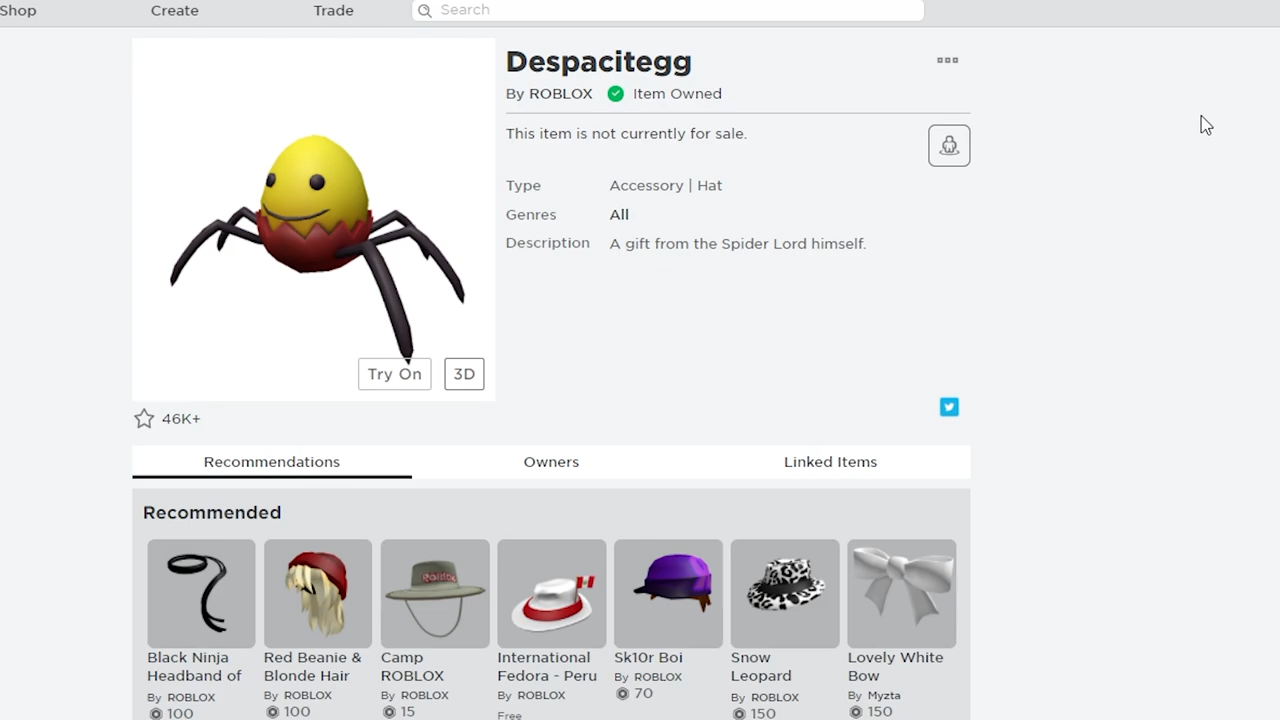 Shop Create Trade Search
Despacitegg
By ROBLOX Item Owned
This item is not currently for sale.
Type Accessory | Hat
Genres All
Description A gift from the Spider Lord himself.
Try On 3D
46K+
Recommendations Owners Linked Items
Recommended
Roblox
Black Ninja Headband of
By ROBLOX
100
Red Beanie & Blonde Hair
By ROBLOX
100
Camp ROBLOX
By ROBLOX
15
International Fedora - Peru
By ROBLOX
Free
Sk10r Boi
By ROBLOX
70
Snow Leopard
By ROBLOX
150
Lovely White Bow
By Myzta
150